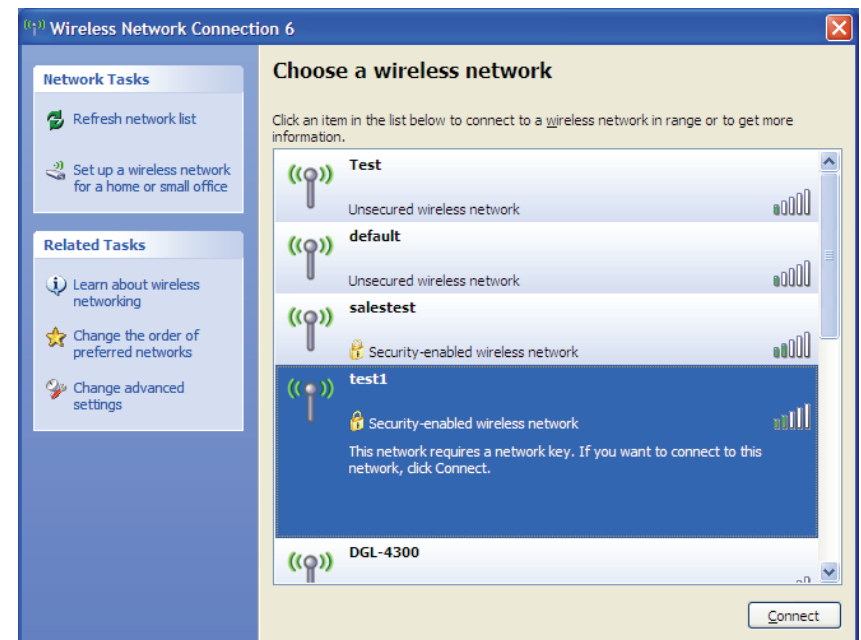 Wireless Network Connection 6
Network Tasks
Refresh network list
Set up a wireless network
for a home or small office
Related Tasks
Learn about wireless
networking
Change the order of
preferred networks
Change advanced
settings
Choose a wireless network
Click an item in the list below to connect to a wireless network in range or to get more
information.
Test
Unsecured wireless network
default
Unsecured wireless network
salestest
Security-enabled wireless network
test1
Security-enabled wireless network
This network requires a network key. If you want to connect to this
network, click Connect.
DGL-4300
Connect